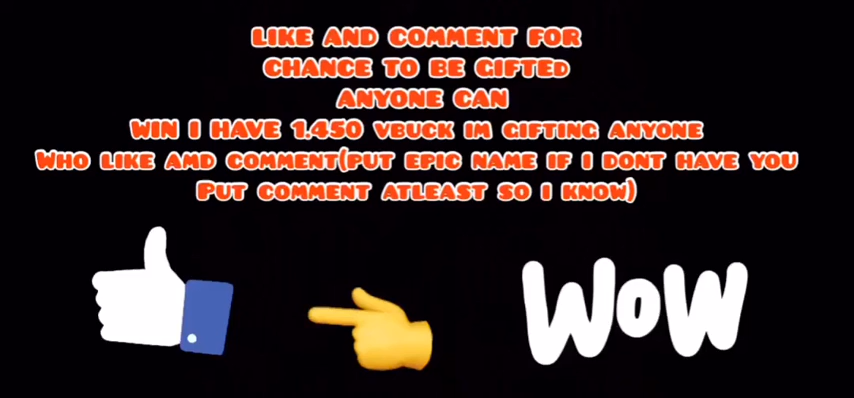 LIKE AND COMMENT FOR
CHANCE TO BE GIFTED
ANYONE CAN
WIN I HAVE 1,450 VBUCK IM GIFTING ANYONE
WHO LIKE AMD COMMENT(PUT EPIC NAME IF I DONT HAVE YOU
PUT COMMENT ATLEAST SO I KNOW)
WOW